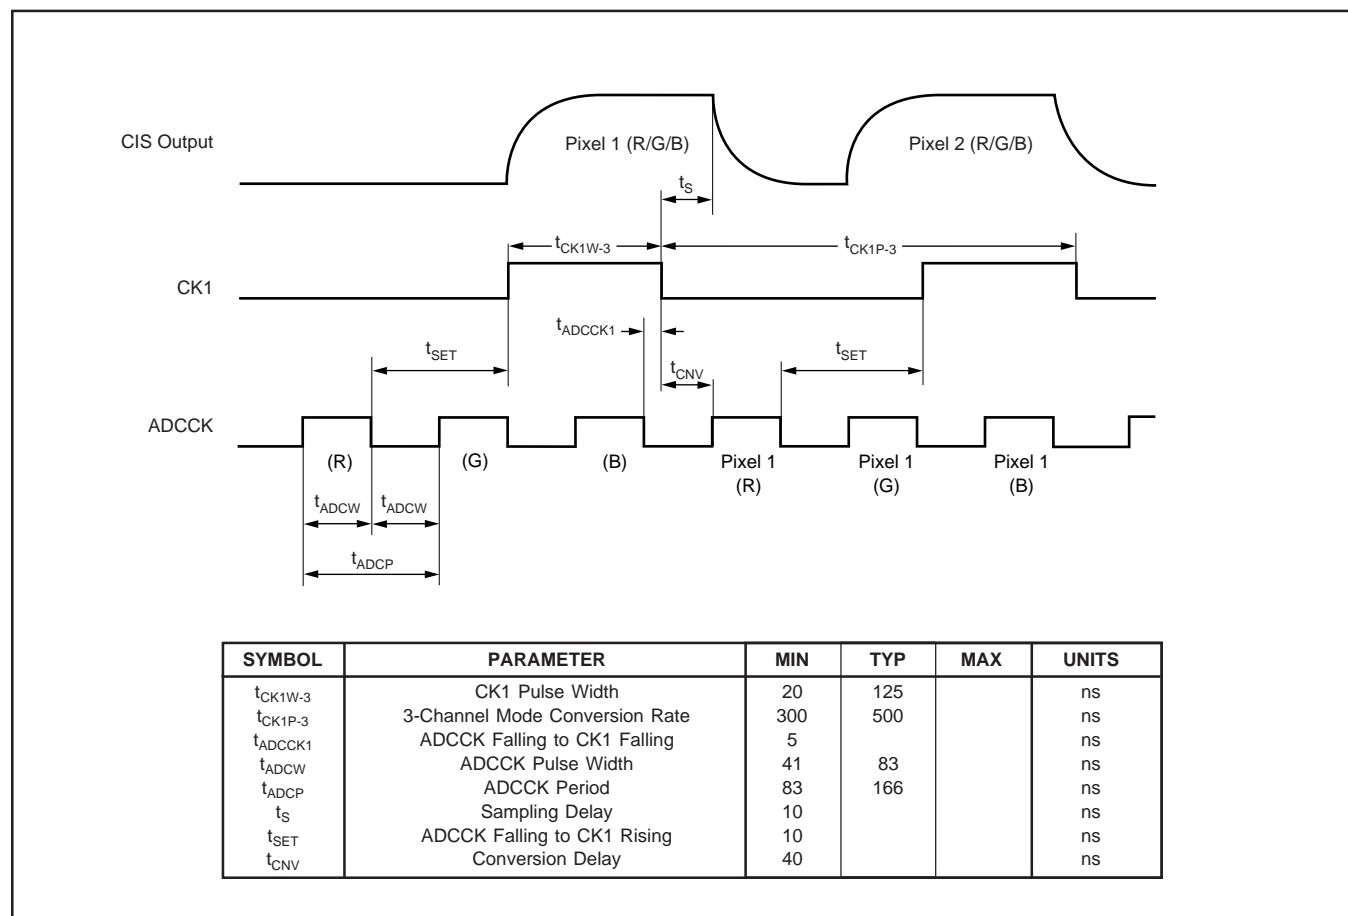 CIS Output
Pixel 1 (R/G/B)
Pixel 2 (R/G/B)
tS
tCK1W-3
tCK1P-3
CK1
tADCCK1
tSET
tCNV
tSET
ADCCK
(R)
(G)
(B)
Pixel 1
(R)
Pixel 1
(G)
Pixel 1
(B)
tADCW
tADCW
tADCP
SYMBOL PARAMETER MIN TYP MAX UNITS
tCK1W-3 CK1 Pulse Width 20 125 ns
tCK1P-3 3-Channel Mode Conversion Rate 300 500 ns
tADCCK1 ADCCK Falling to CK1 Falling 5 ns
tADCW ADCCK Pulse Width 41 83 ns
tADCP ADCCK Period 83 166 ns
tS Sampling Delay 10 ns
tSET ADCCK Falling to CK1 Rising 10 ns
tCNV Conversion Delay 40 ns